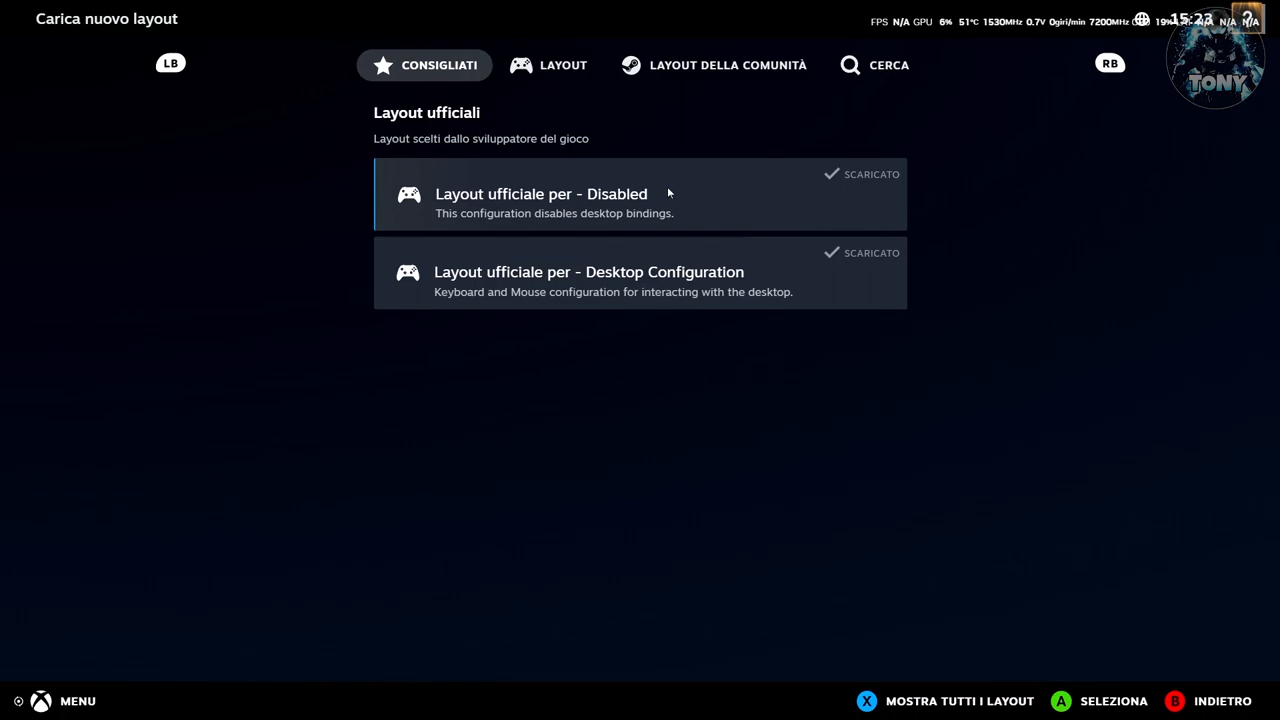 Carica nuovo layout
FPS N/A GPU 6% 51°C 1530MHz 0.7V 0giri/min 7200MHz 19% N/A N/A N/A
15:23
?
TONY
LB
CONSIGLIATI
LAYOUT
LAYOUT DELLA COMUNITÀ
CERCA
RB
Layout ufficiali
Layout scelti dallo sviluppatore del gioco
SCARICATO
Layout ufficiale per - Disabled
This configuration disables desktop bindings.
SCARICATO
Layout ufficiale per - Desktop Configuration
Keyboard and Mouse configuration for interacting with the desktop.
MENU
X MOSTRA TUTTI I LAYOUT
A SELEZIONA
B INDIETRO